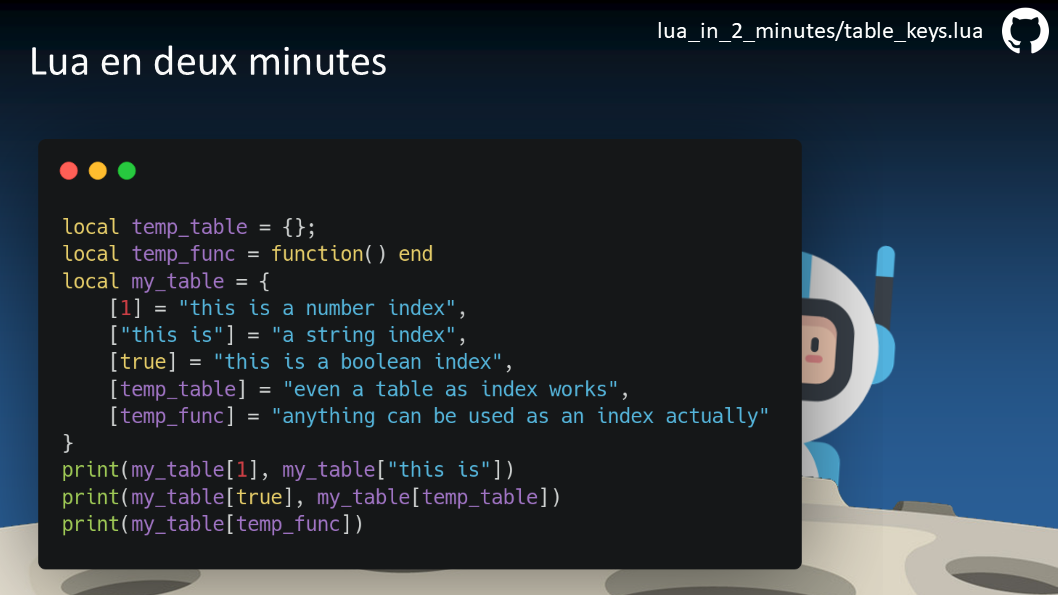 lua_in_2_minutes/table_keys.lua
Lua en deux minutes
local temp_table = {};
local temp_func = function() end
local my_table = {
    [1] = "this is a number index",
    ["this is"] = "a string index",
    [true] = "this is a boolean index",
    [temp_table] = "even a table as index works",
    [temp_func] = "anything can be used as an index actually"
}
print(my_table[1], my_table["this is"])
print(my_table[true], my_table[temp_table])
print(my_table[temp_func])